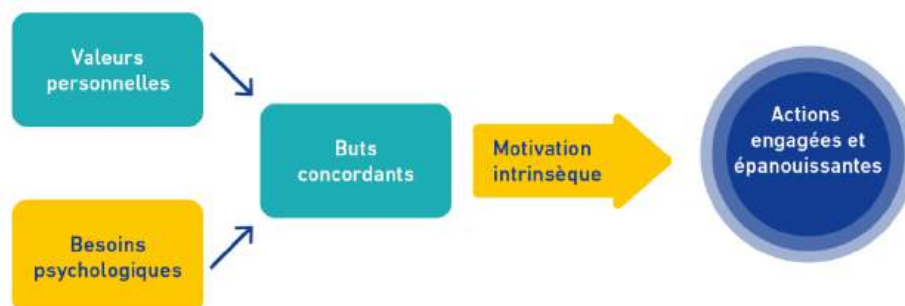 Valeurs
personnelles
Besoins
psychologiques
Buts
concordants
Motivation
intrinsèque
Actions
engagées et
épanouissantes